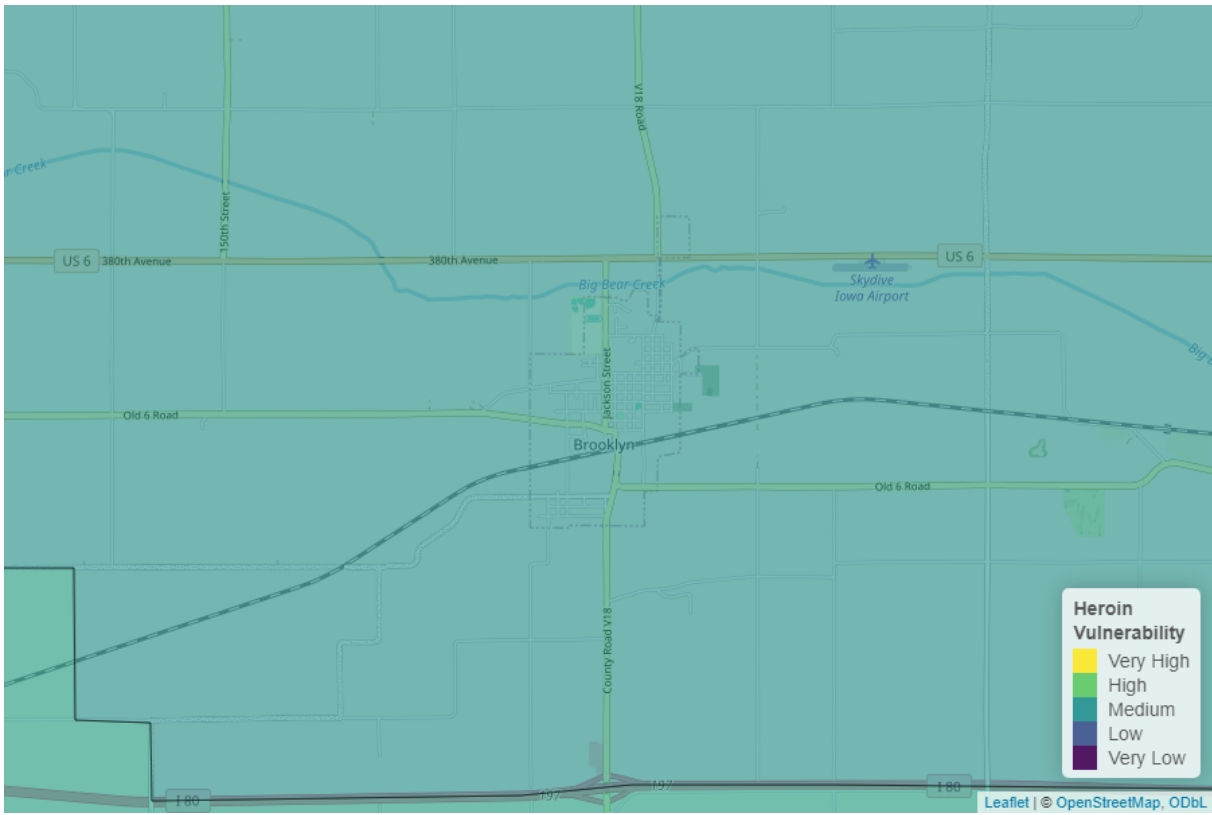 V18 Road
ar Creek
150th Street
US 6
380th Avenue
380th Avenue
US 6
Skydive
Iowa Airport
Big Bear Creek
Big B
Jackson Street
Old 6 Road
Brooklyn
Old 6 Road
County Road V18
Heroin
Vulnerability
Very High
High
Medium
Low
Very Low
I 80
197
197
I 80
Leaflet | © OpenStreetMap, ODbL